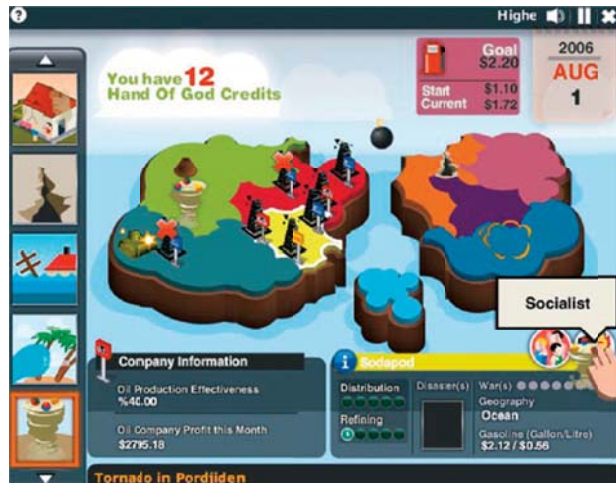 ?
Highe
You have 12
Hand Of God Credits
Goal
$2.20
Start $1.10
Current $1.72
2006
AUG
1
Socialist
Company Information
Oil Production Effectiveness
%40.00
Oil Company Profit this Month
$2795.18
i Sodapod
Distribution
Refining
Disaster(s)
War(s)
Geography
Ocean
Gasoline (Gallon/Litre)
$2.12 / $0.56
Tornado in Pordjiden